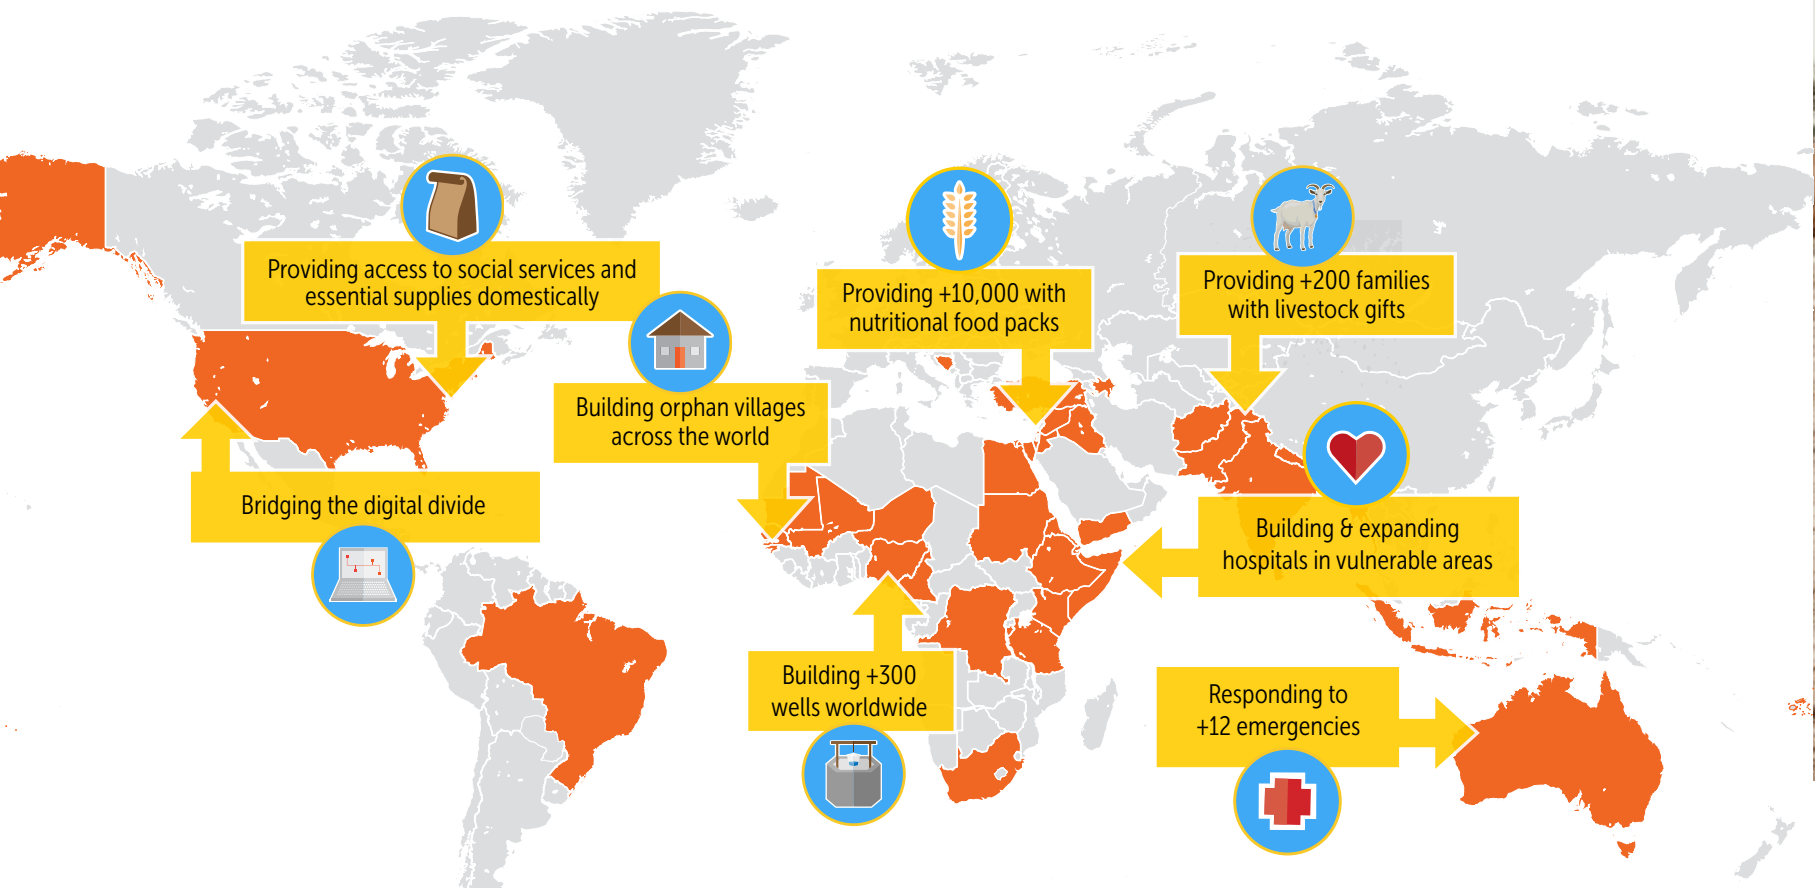 Providing access to social services and
essential supplies domestically
Providing +10,000 with
nutritional food packs
Providing +200 families
with livestock gifts
Building orphan villages
across the world
Bridging the digital divide
Building & expanding
hospitals in vulnerable areas
Building +300
wells worldwide
Responding to
+12 emergencies